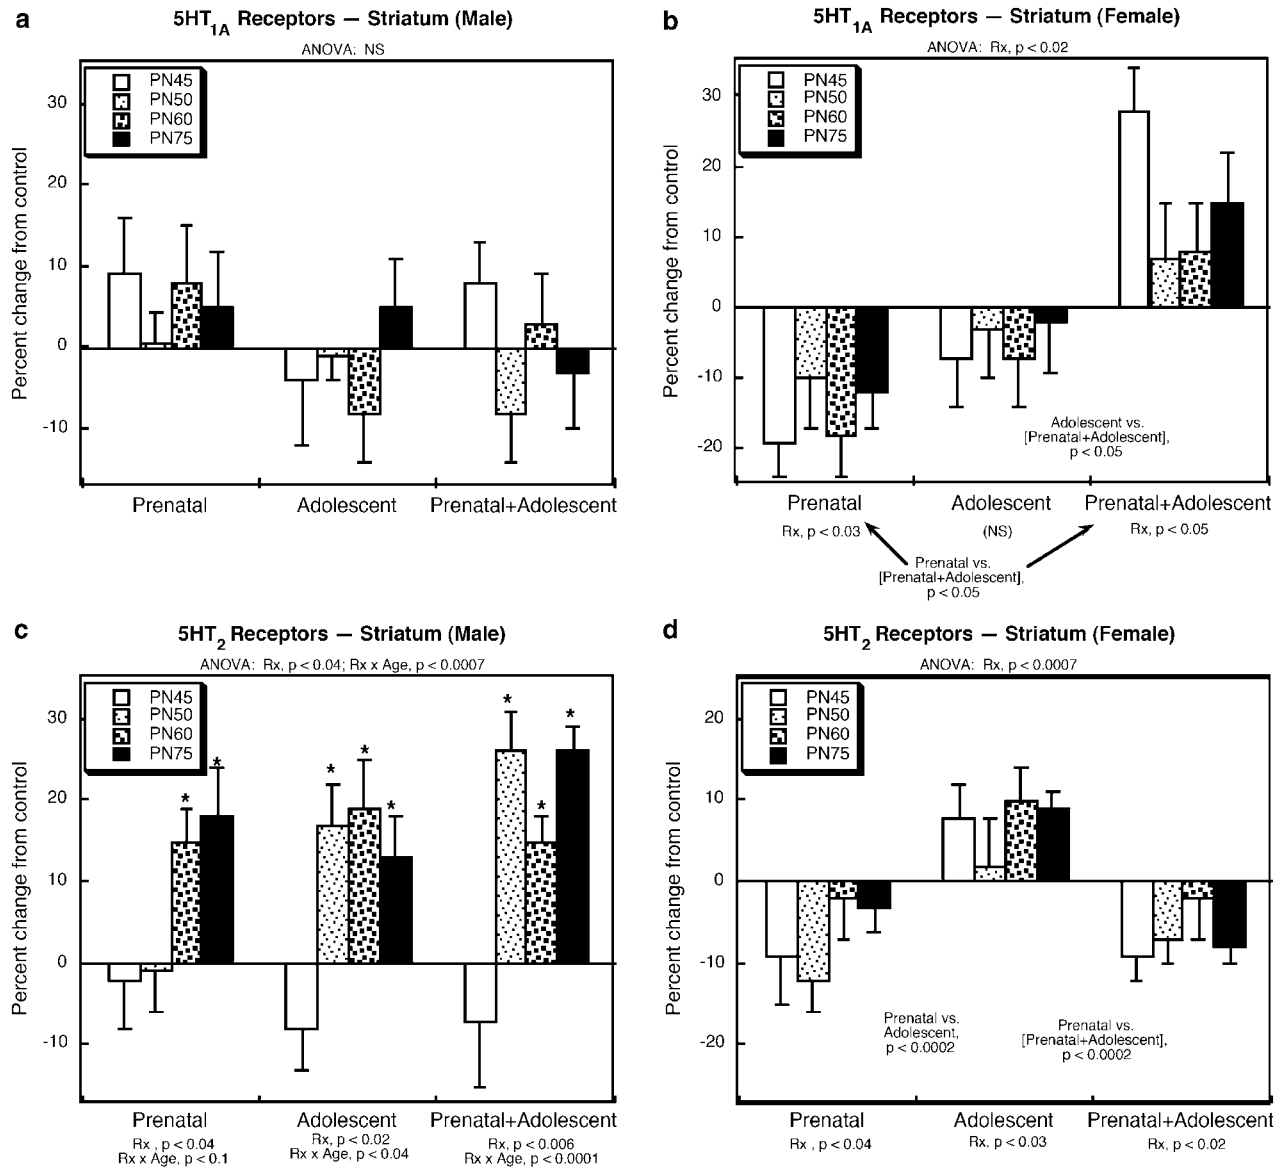 a
5HT1A Receptors — Striatum (Male)
ANOVA: NS
PN45
PN50
PN60
PN75
30
20
10
0
-10
Percent change from control
Prenatal
Adolescent
Prenatal+Adolescent
b
5HT1A Receptors — Striatum (Female)
ANOVA: Rx, p < 0.02
PN45
PN50
PN60
PN75
30
20
10
0
-10
-20
Percent change from control
Adolescent vs.
[Prenatal+Adolescent],
p < 0.05
Prenatal
Adolescent
Prenatal+Adolescent
Rx, p < 0.03
(NS)
Rx, p < 0.05
Prenatal vs.
[Prenatal+Adolescent],
p < 0.05
c
5HT2 Receptors — Striatum (Male)
ANOVA: Rx, p < 0.04; Rx x Age, p < 0.0007
PN45
PN50
PN60
PN75
30
20
10
0
-10
Percent change from control
* * * * * * * *
Prenatal
Adolescent
Prenatal+Adolescent
Rx , p < 0.04
Rx x Age, p < 0.1
Rx, p < 0.02
Rx x Age, p < 0.04
Rx, p < 0.006
Rx x Age, p < 0.0001
d
5HT2 Receptors — Striatum (Female)
ANOVA: Rx, p < 0.0007
PN45
PN50
PN60
PN75
20
10
0
-10
-20
Percent change from control
Prenatal vs.
Adolescent,
p < 0.0002
Prenatal vs.
[Prenatal+Adolescent],
p < 0.0002
Prenatal
Adolescent
Prenatal+Adolescent
Rx , p < 0.04
Rx, p < 0.03
Rx, p < 0.02